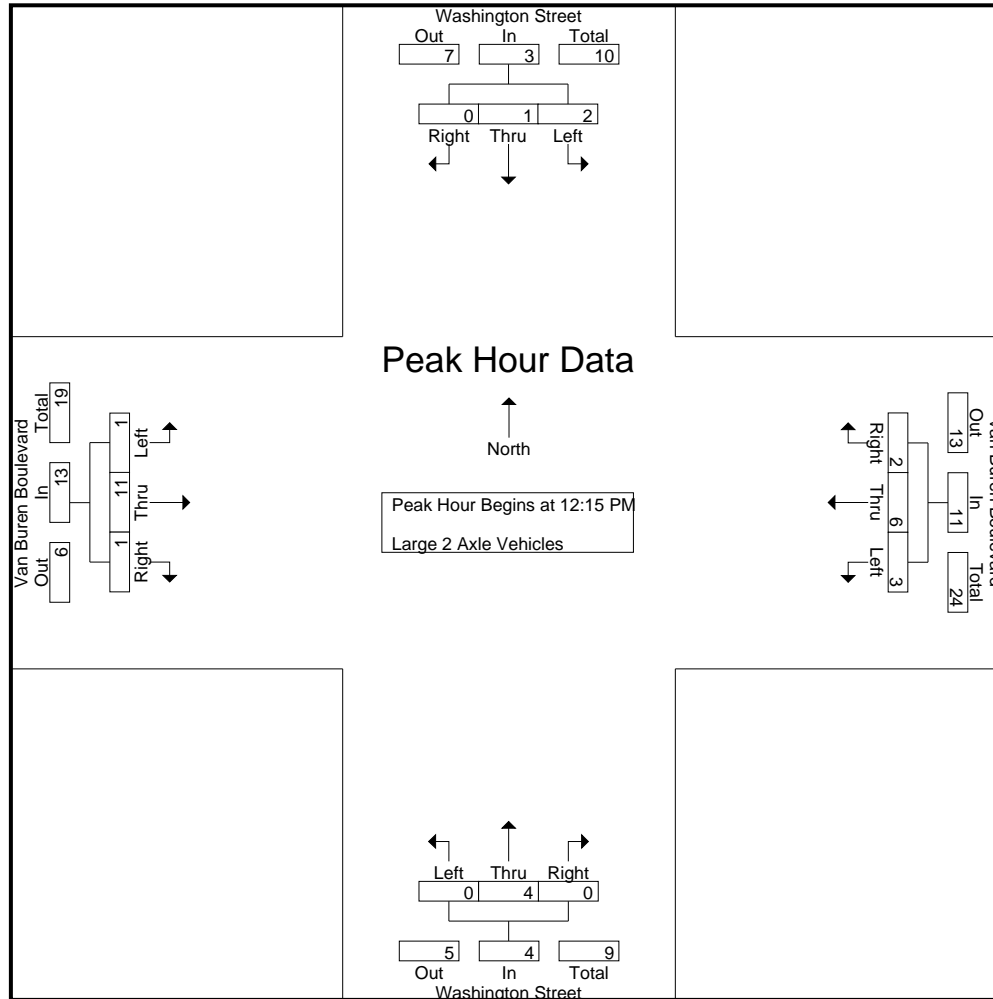 Washington Street
Out In Total
7 3 10
0 1 2
Right Thru Left
Peak Hour Data
North
Peak Hour Begins at 12:15 PM
Large 2 Axle Vehicles
Van Buren Boulevard
Total In Out
19 13 6
1 11 1
Left Thru Right
Van Buren Boulevard
Out In Total
13 11 24
2 6 3
Right Thru Left
Left Thru Right
0 4 0
5 4 9
Out In Total
Washington Street